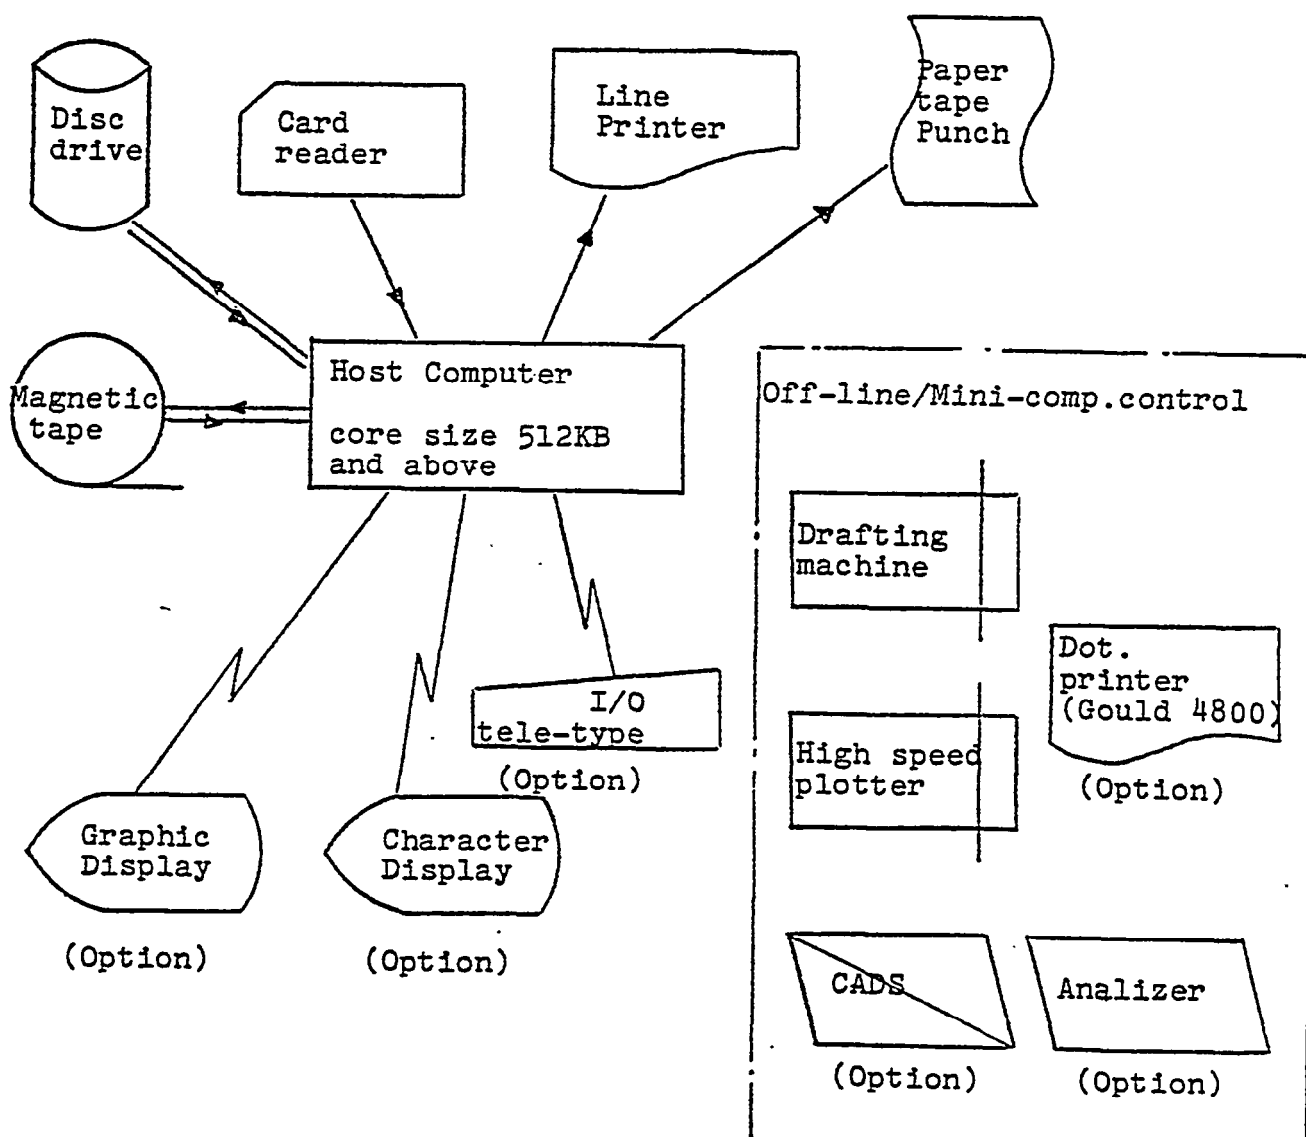 Disc
drive
Card
reader
Line
Printer
Paper
tape
Punch
Magnetic
tape
Host Computer
core size 512KB
and above
Off-line/Mini-comp.control
Drafting
machine
Dot.
printer
(Gould 4800)
(Option)
High speed
plotter
I/O
tele-type
(Option)
Graphic
Display
(Option)
Character
Display
(Option)
CADS
(Option)
Analizer
(Option)